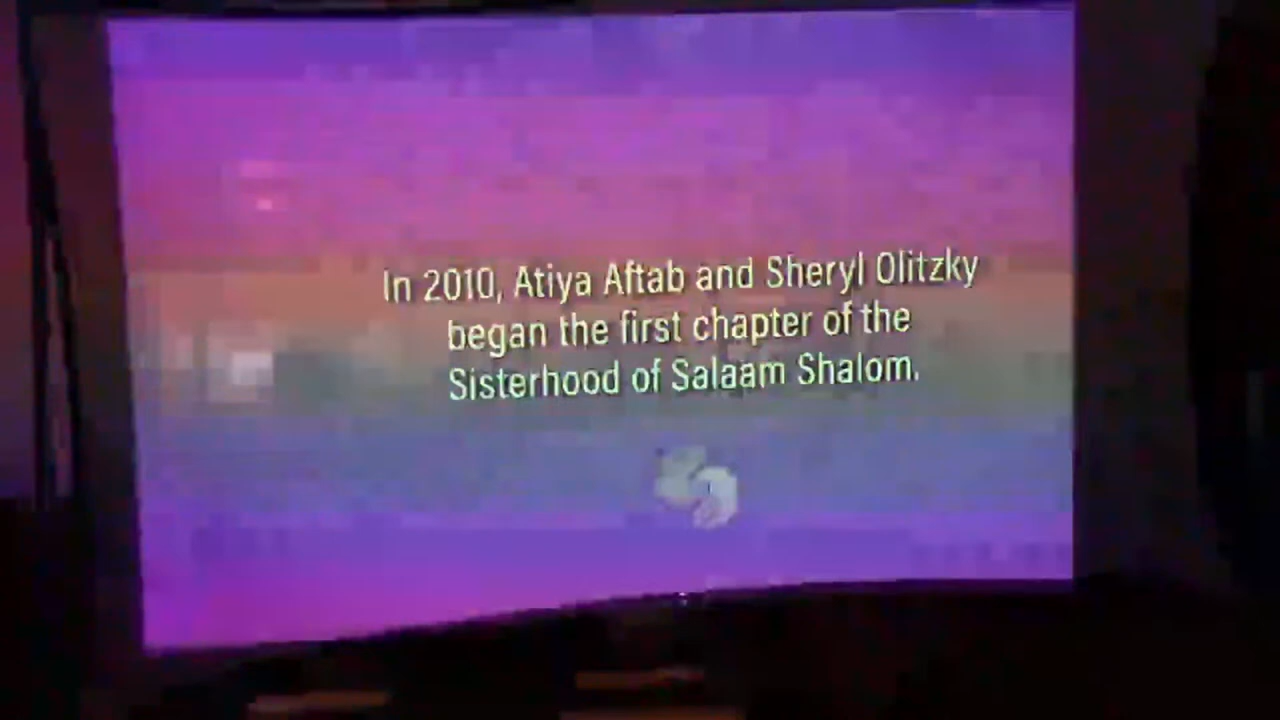 In 2010, Atiya Aftab and Sheryl Olitzky
began the first chapter of the
Sisterhood of Salaam Shalom.